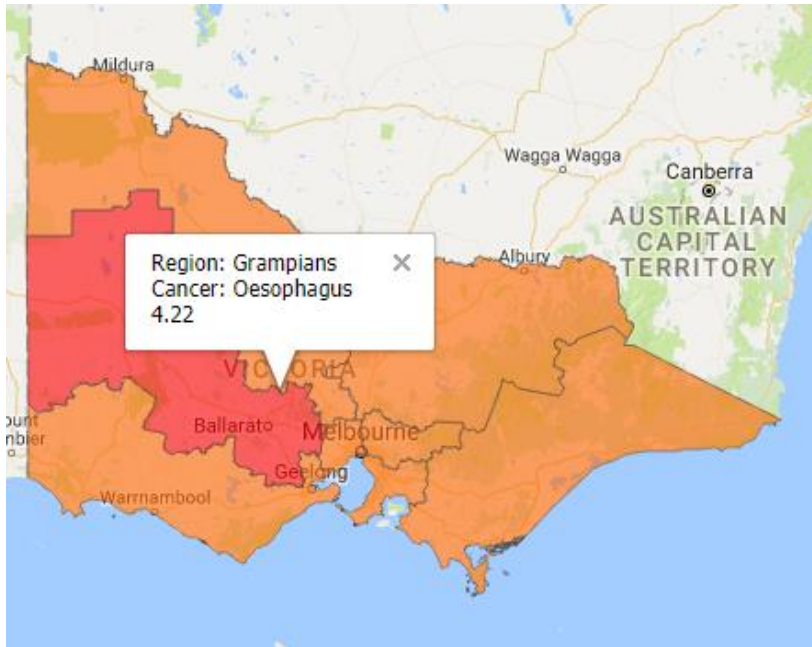 Mildura
Wagga Wagga
Canberra
AUSTRALIAN
CAPITAL
TERRITORY
Region: Grampians
Cancer: Oesophagus
4.22
Albury
VICTORIA
Ballarat
Melbourne
Geelong
Warrnambool